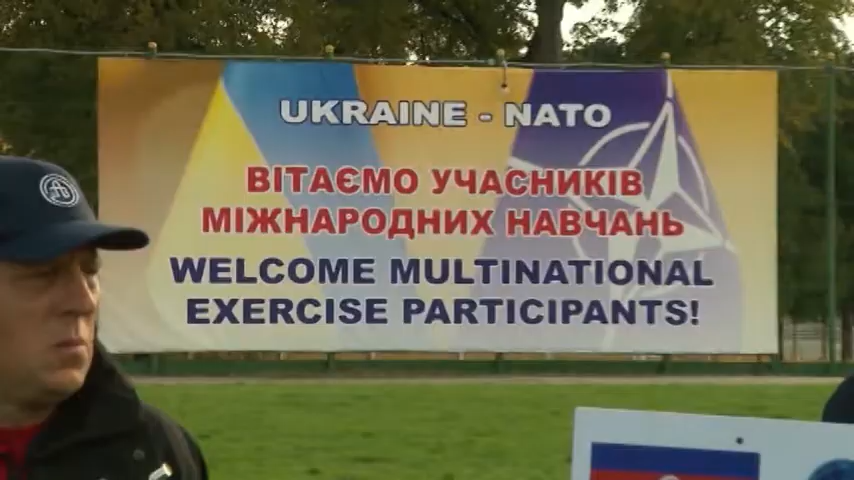 UKRAINE - NATO
ВІТАЄМО УЧАСНИКІВ
МІЖНАРОДНИХ НАВЧАНЬ
WELCOME MULTINATIONAL
EXERCISE PARTICIPANTS!